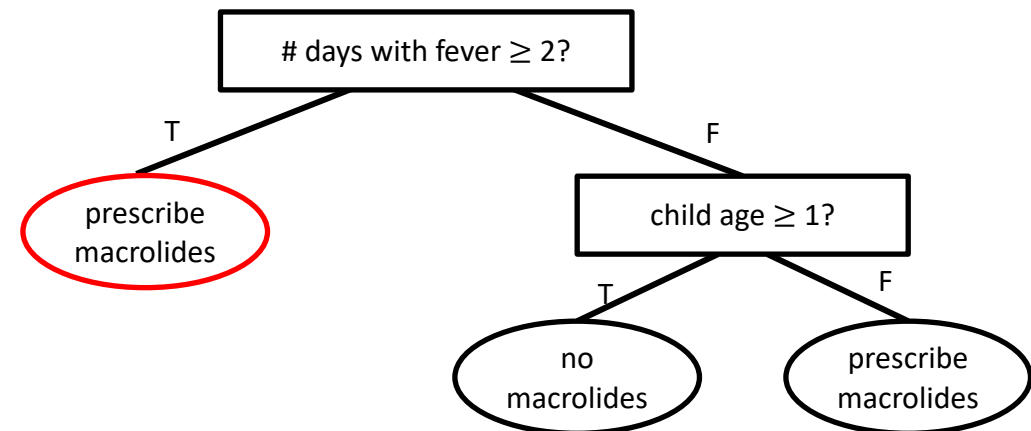 # days with fever ≥ 2?
T
F
prescribe
macrolides
child age ≥ 1?
T
F
no
macrolides
prescribe
macrolides